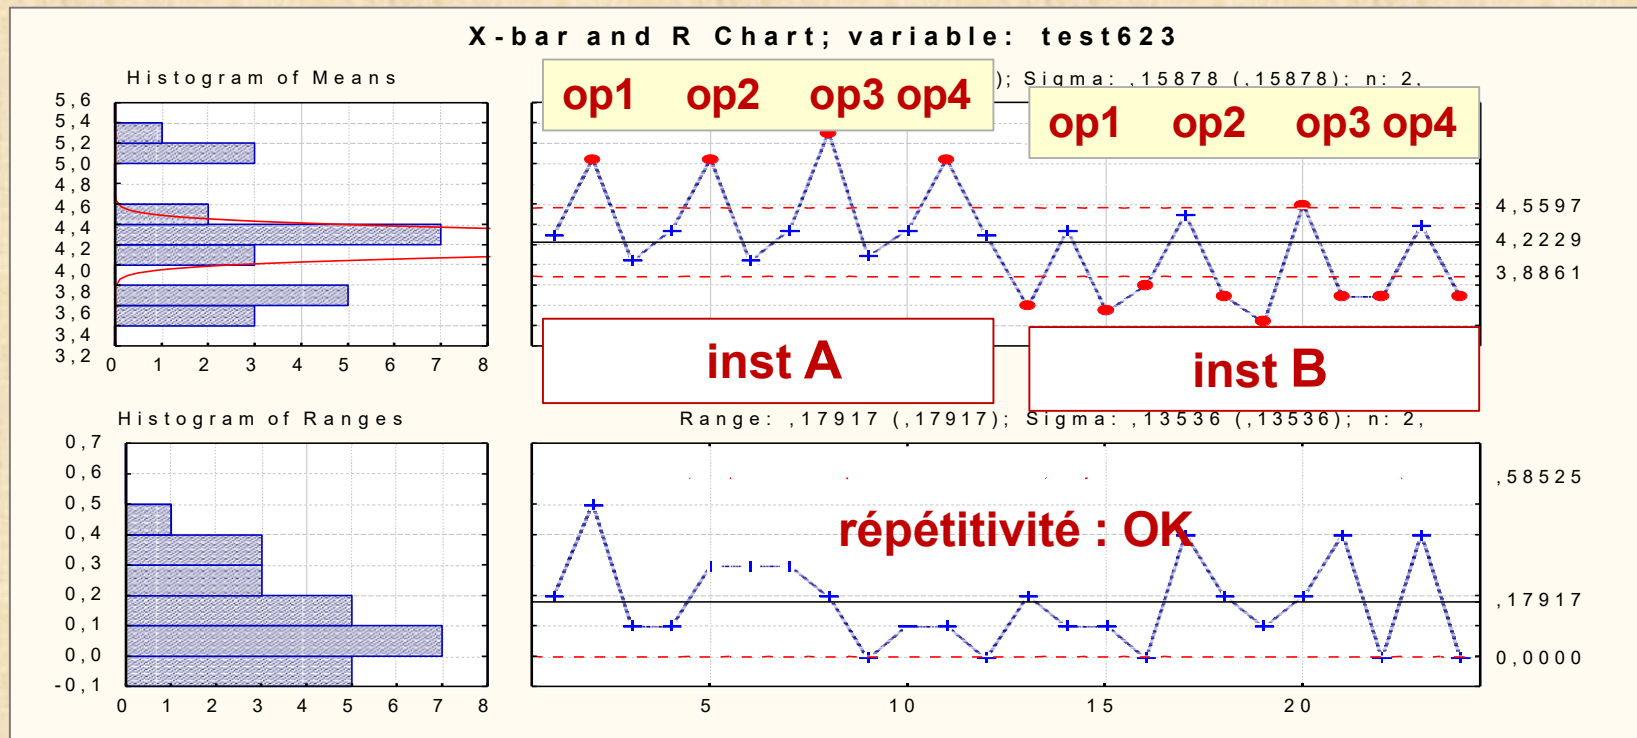 X-bar and R Chart; variable: test623
Histogram of Means
); Sigma: ,15878 (,15878); n: 2,
op1 op2 op3 op4
op1 op2 op3 op4
5,6
5,4
5,2
5,0
4,8
4,6
4,4
4,2
4,0
3,8
3,6
3,4
3,2
0 1 2 3 4 5 6 7 8
4,5597
4,2229
3,8861
inst A
inst B
Histogram of Ranges
Range: ,17917 (,17917); Sigma: ,13536 (,13536); n: 2,
0,7
0,6
0,5
0,4
0,3
0,2
0,1
0,0
-0,1
0 1 2 3 4 5 6 7 8
répétitivité : OK
,58525
,17917
0,0000
5 10 15 20